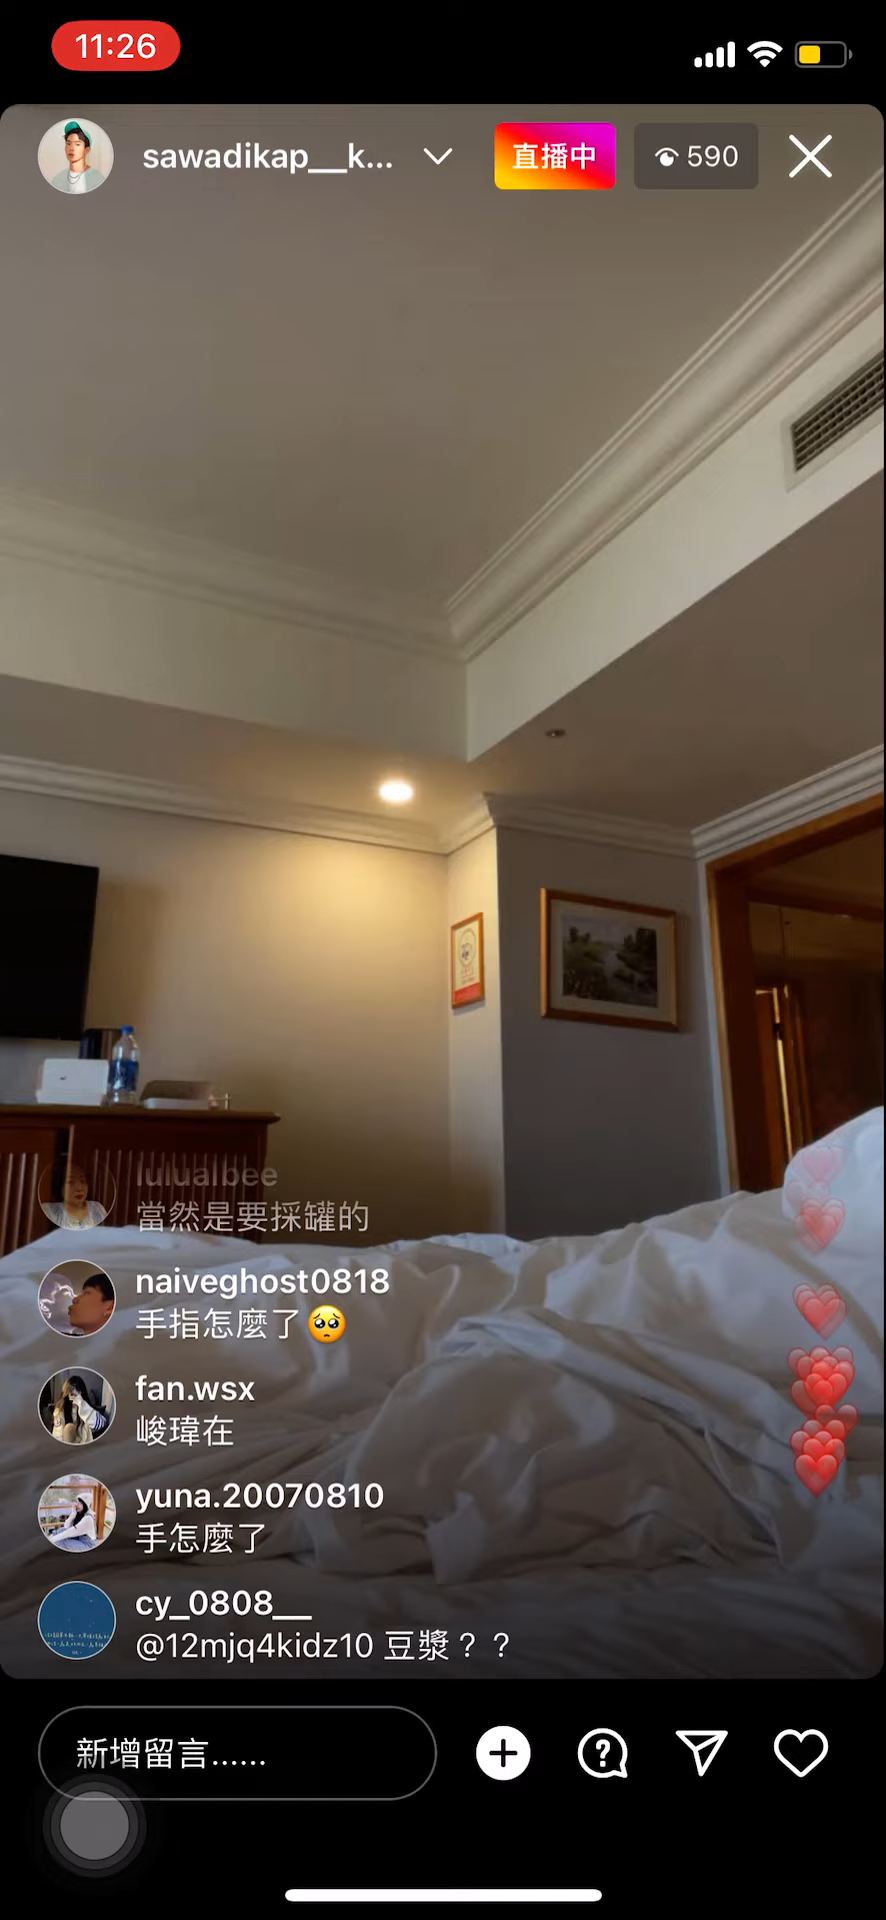 11:26
sawadikap__k...
直播中
590
lulualbee
當然是要採罐的
naiveghost0818
手指怎麼了🥺
fan.wsx
峻瑋在
yuna.20070810
手怎麼了
cy_0808__
@12mjq4kidz10 豆漿？？
新增留言......